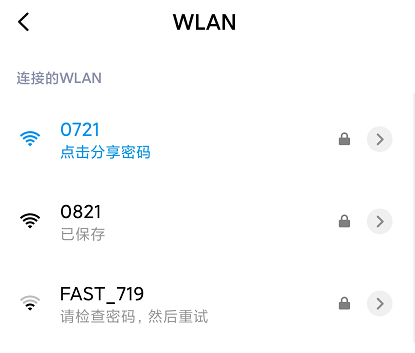 WLAN
连接的WLAN
0721
点击分享密码
0821
已保存
FAST_719
请检查密码，然后重试